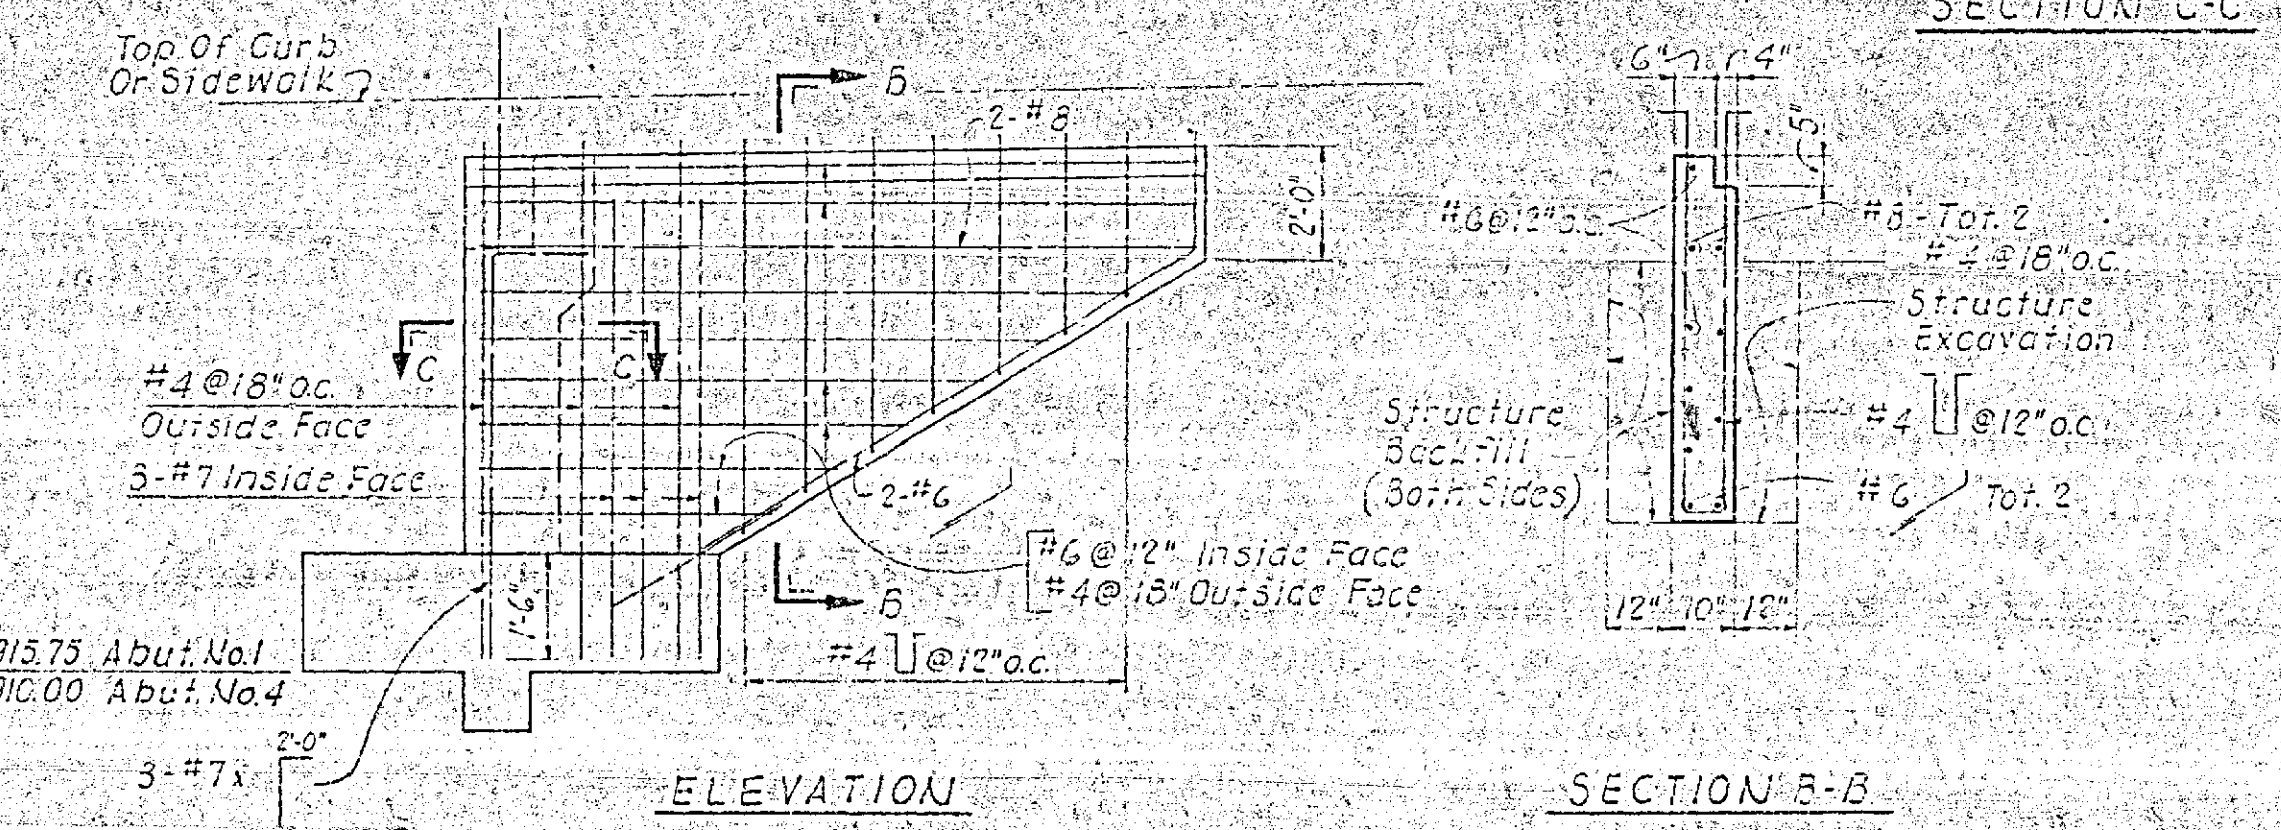 SECTION C-C
Top Of Curb
Or Sidewalk
B
2-#8
2'-0"
C
C
#4 @ 18" o.c.
Outside Face
3-#7 Inside Face
2-#6
#6 @ 12" Inside Face
#4 @ 18" Outside Face
1'-6"
B
#4 @ 12" o.c.
915.75 Abut. No.1
910.00 Abut. No.4
2'-0"
3-#7 x
ELEVATION
6"
4"
5"
#6 @ 12" o.c.
#8 - Tot. 2
#4 @ 18" o.c.
Structure
Excavation
Structure
Backfill
(Both Sides)
#4 @ 12" o.c.
#6 Tot. 2
12" 10" 12"
SECTION B-B